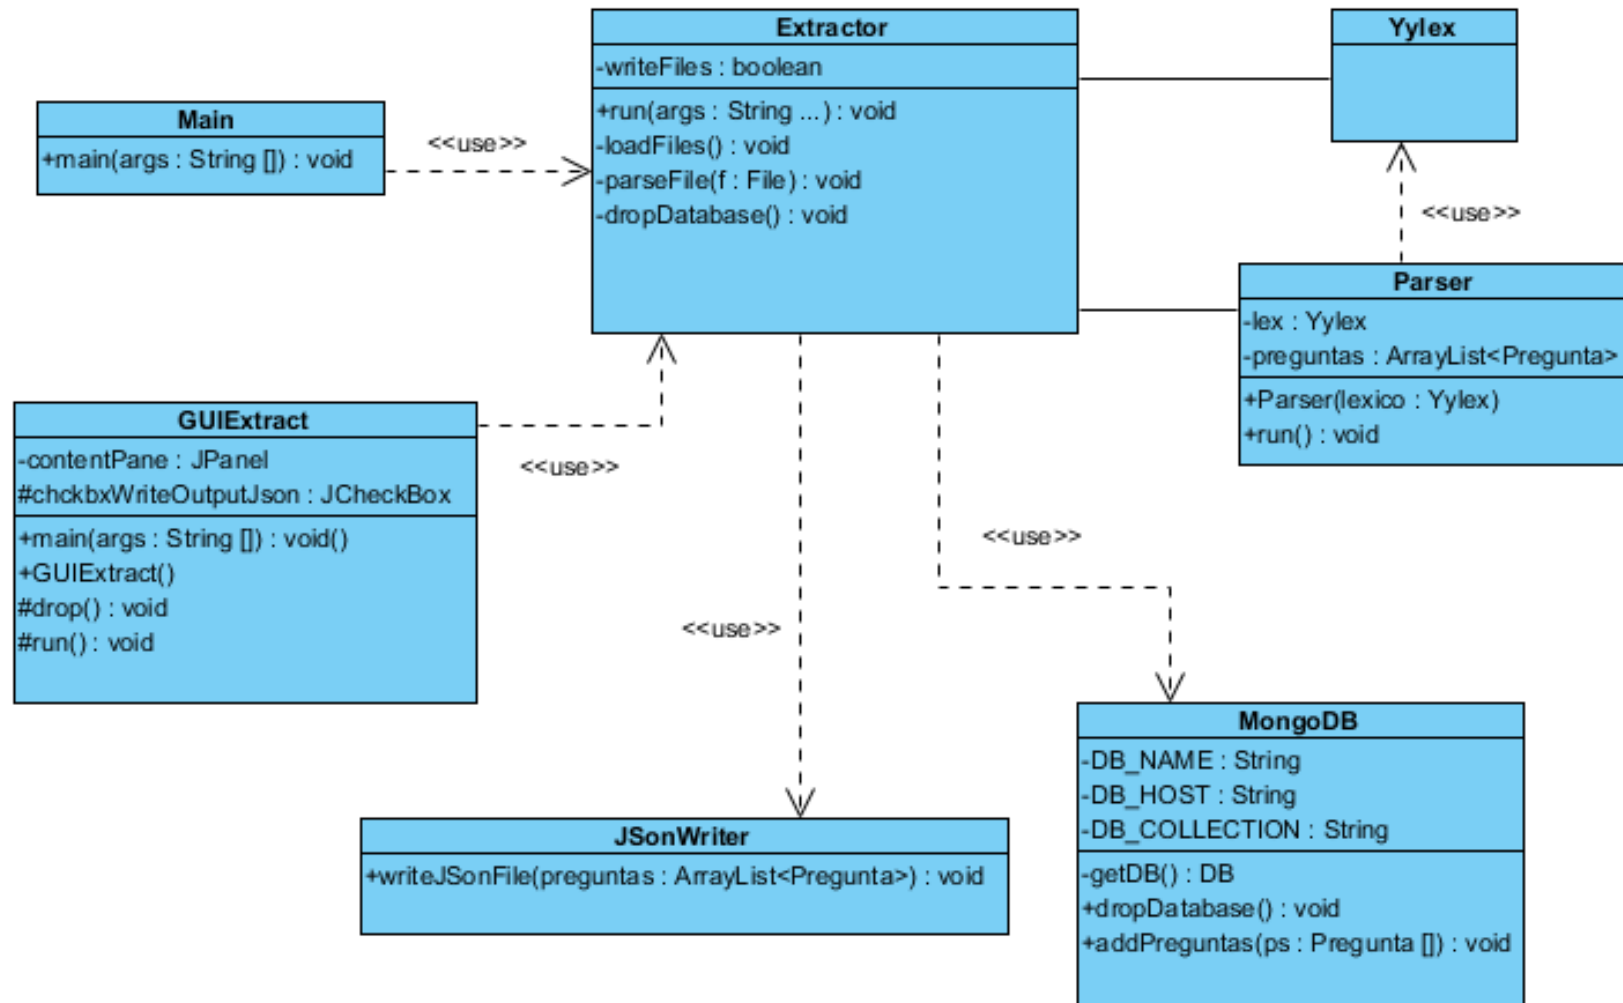 Extractor
-writeFiles : boolean
+run(args : String ...) : void
-loadFiles() : void
-parseFile(f : File) : void
-dropDatabase() : void
Yylex
Main
+main(args : String []) : void
<<use>>
<<use>>
Parser
-lex : Yylex
-preguntas : ArrayList<Pregunta>
+Parser(lexico : Yylex)
+run() : void
GUIExtract
-contentPane : JPanel
#chckbxWriteOutputJson : JCheckBox
+main(args : String []) : void()
+GUIExtract()
#drop() : void
#run() : void
<<use>>
<<use>>
<<use>>
JSonWriter
+writeJSonFile(preguntas : ArrayList<Pregunta>) : void
MongoDB
-DB_NAME : String
-DB_HOST : String
-DB_COLLECTION : String
-getDB() : DB
+dropDatabase() : void
+addPreguntas(ps : Pregunta []) : void